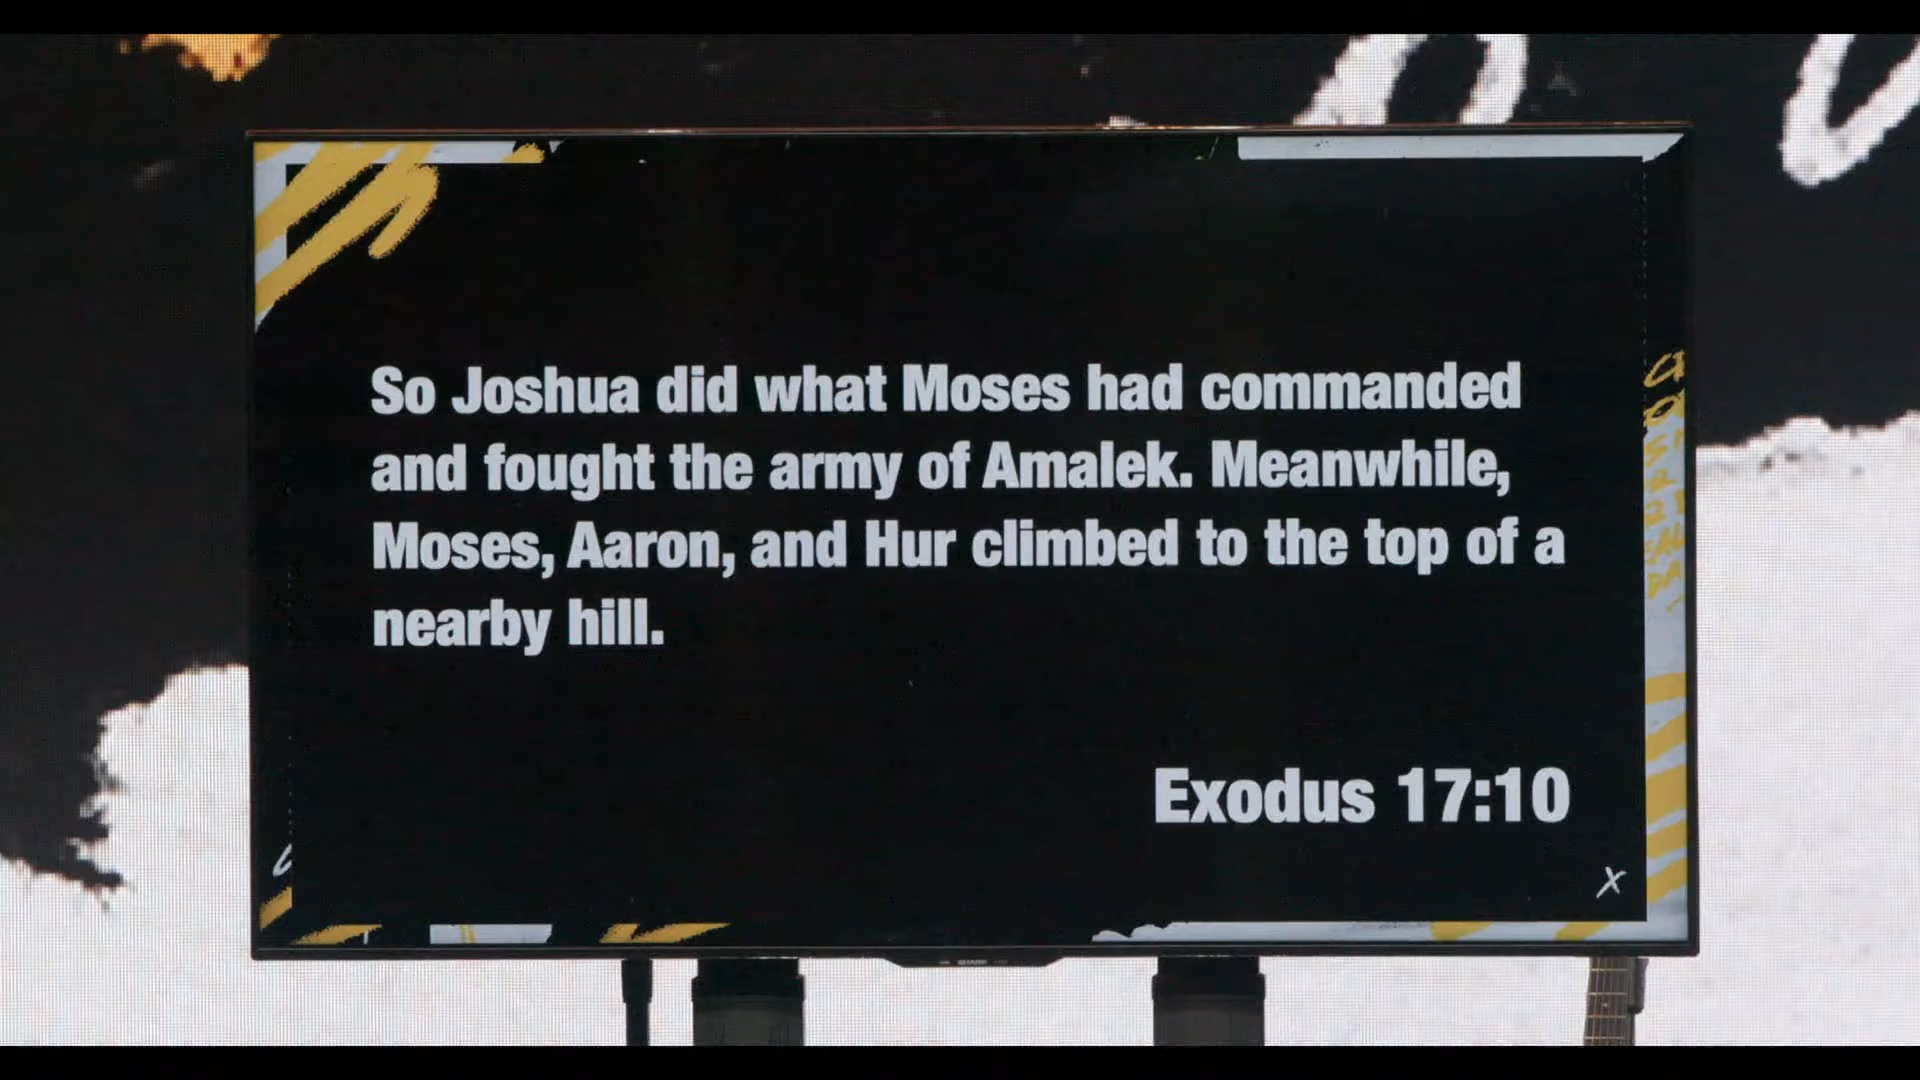 So Joshua did what Moses had commanded
and fought the army of Amalek. Meanwhile,
Moses, Aaron, and Hur climbed to the top of a
nearby hill.
Exodus 17:10
X